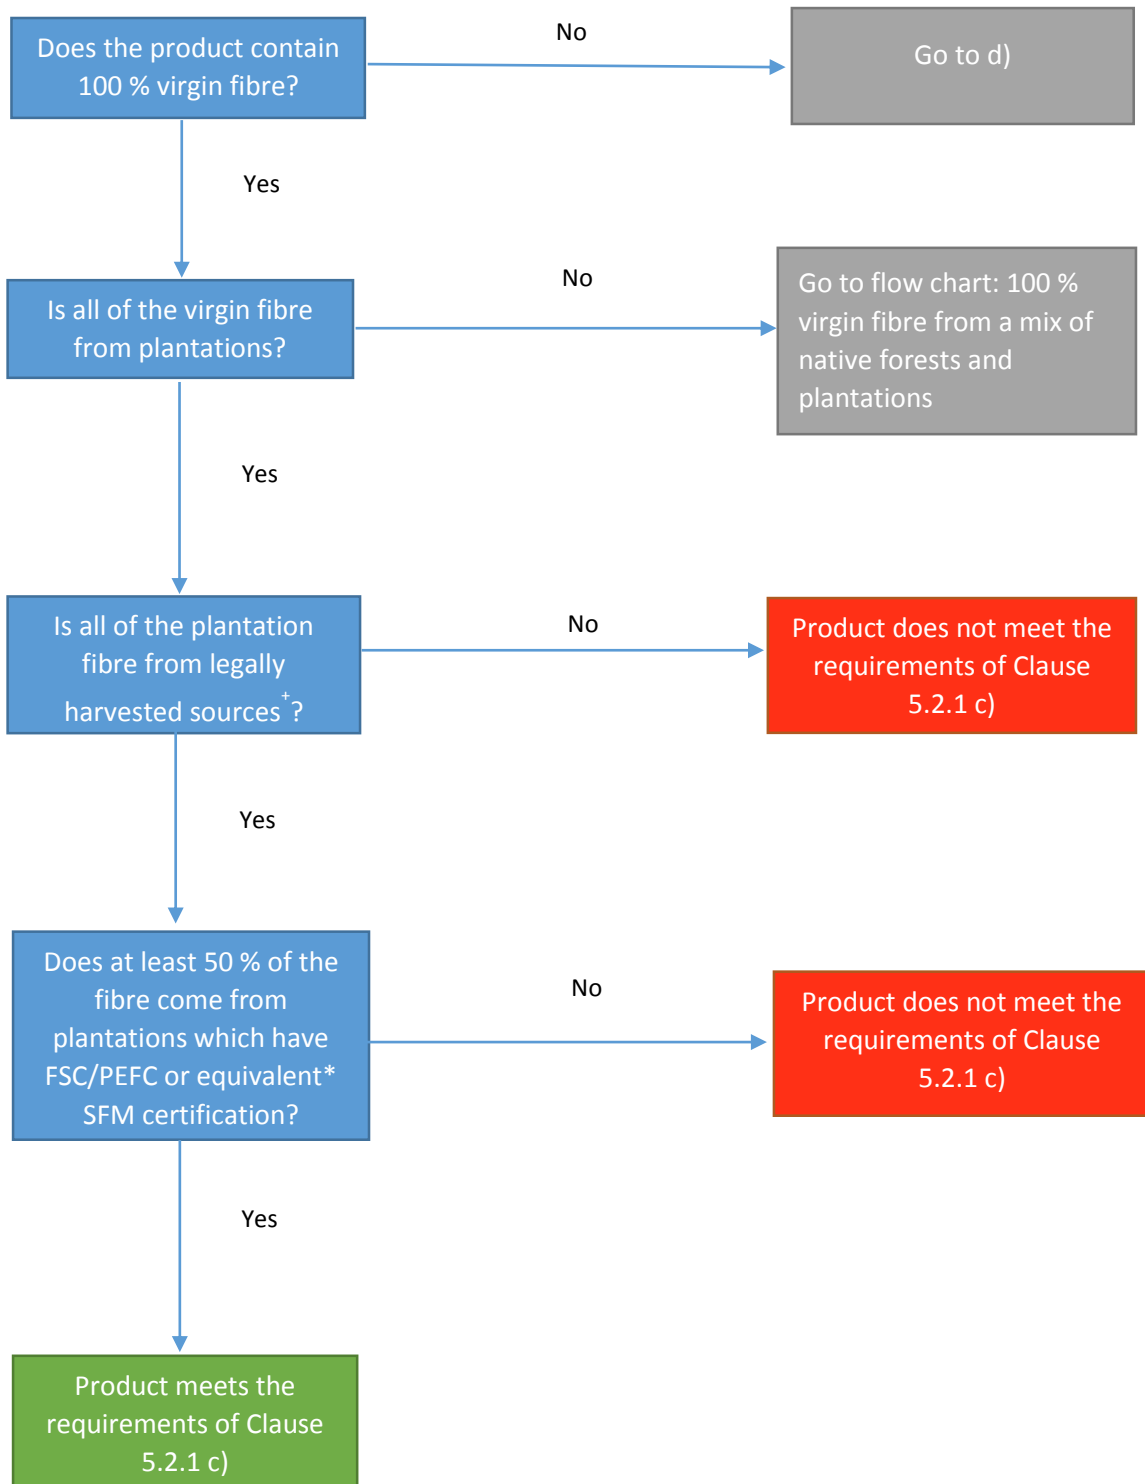 Does the product contain
100 % virgin fibre?
No
Go to d)
Yes
Is all of the virgin fibre
from plantations?
No
Go to flow chart: 100 %
virgin fibre from a mix of
native forests and
plantations
Yes
Is all of the plantation
fibre from legally
harvested sources⁺?
No
Product does not meet the
requirements of Clause
5.2.1 c)
Yes
Does at least 50 % of the
fibre come from
plantations which have
FSC/PEFC or equivalent*
SFM certification?
No
Product does not meet the
requirements of Clause
5.2.1 c)
Yes
Product meets the
requirements of Clause
5.2.1 c)